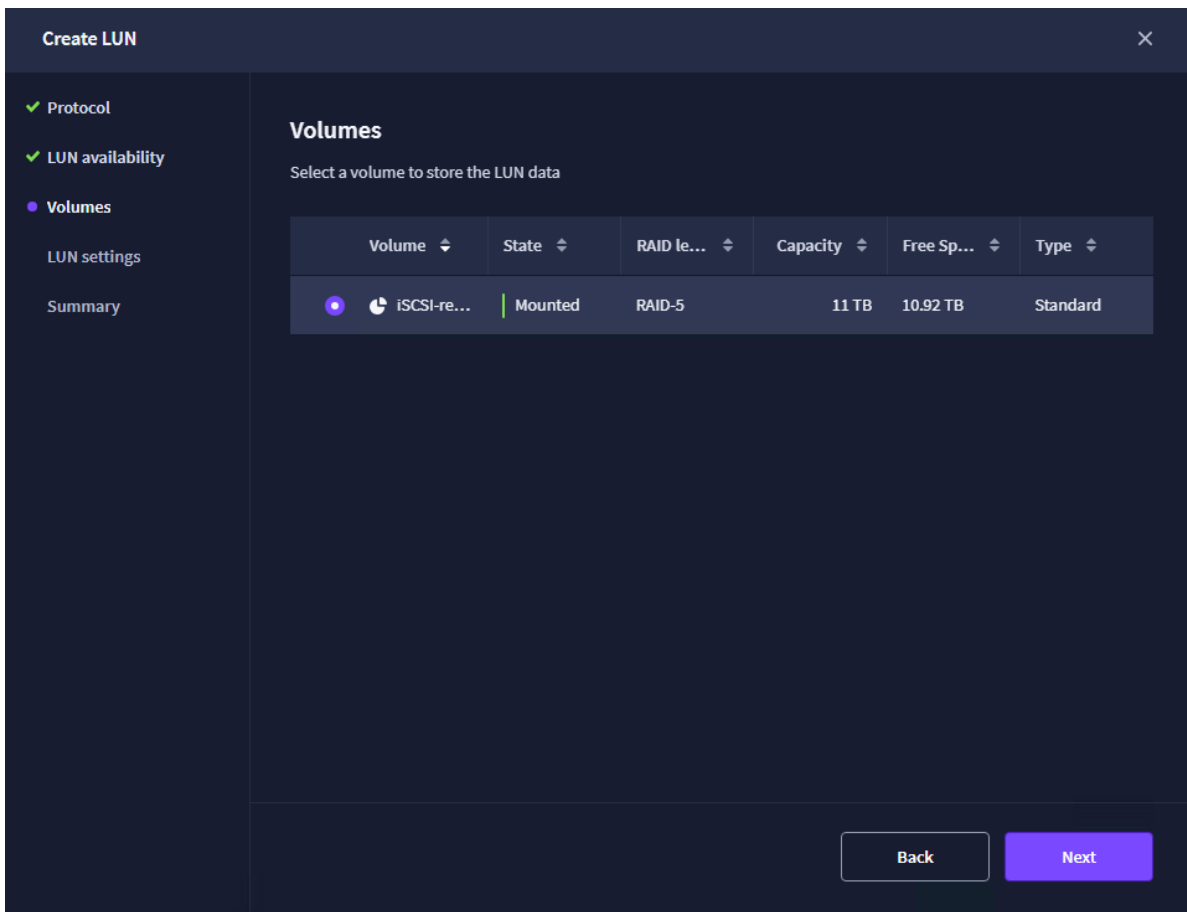 Create LUN
Protocol
LUN availability
Volumes
LUN settings
Summary
Volumes
Select a volume to store the LUN data
Volume State RAID le... Capacity Free Sp... Type
iSCSI-re... Mounted RAID-5 11 TB 10.92 TB Standard
Back Next